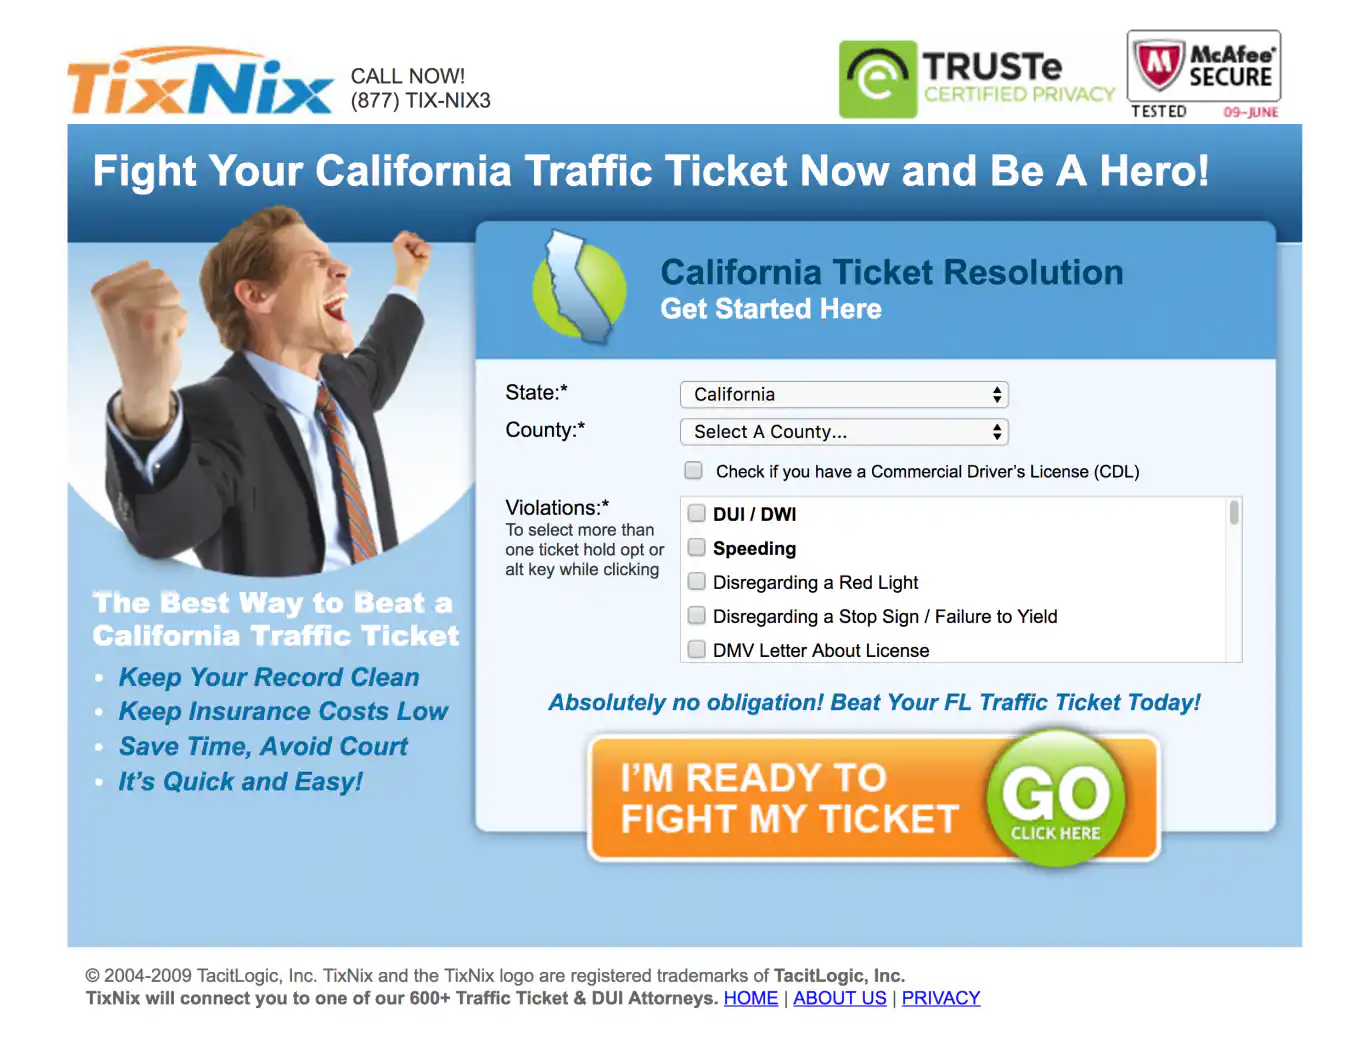 TixNix
CALL NOW!
(877) TIX-NIX3
TRUSTe
CERTIFIED PRIVACY
McAfee®
SECURE
TESTED 09-JUNE
Fight Your California Traffic Ticket Now and Be A Hero!
California Ticket Resolution
Get Started Here
State:* California
County:* Select A County...
Check if you have a Commercial Driver's License (CDL)
Violations:*
To select more than
one ticket hold opt or
alt key while clicking
DUI / DWI
Speeding
Disregarding a Red Light
Disregarding a Stop Sign / Failure to Yield
DMV Letter About License
The Best Way to Beat a
California Traffic Ticket
• Keep Your Record Clean
• Keep Insurance Costs Low
• Save Time, Avoid Court
• It's Quick and Easy!
Absolutely no obligation! Beat Your FL Traffic Ticket Today!
I'M READY TO
FIGHT MY TICKET
GO
CLICK HERE
© 2004-2009 TacitLogic, Inc. TixNix and the TixNix logo are registered trademarks of TacitLogic, Inc.
TixNix will connect you to one of our 600+ Traffic Ticket & DUI Attorneys. HOME | ABOUT US | PRIVACY